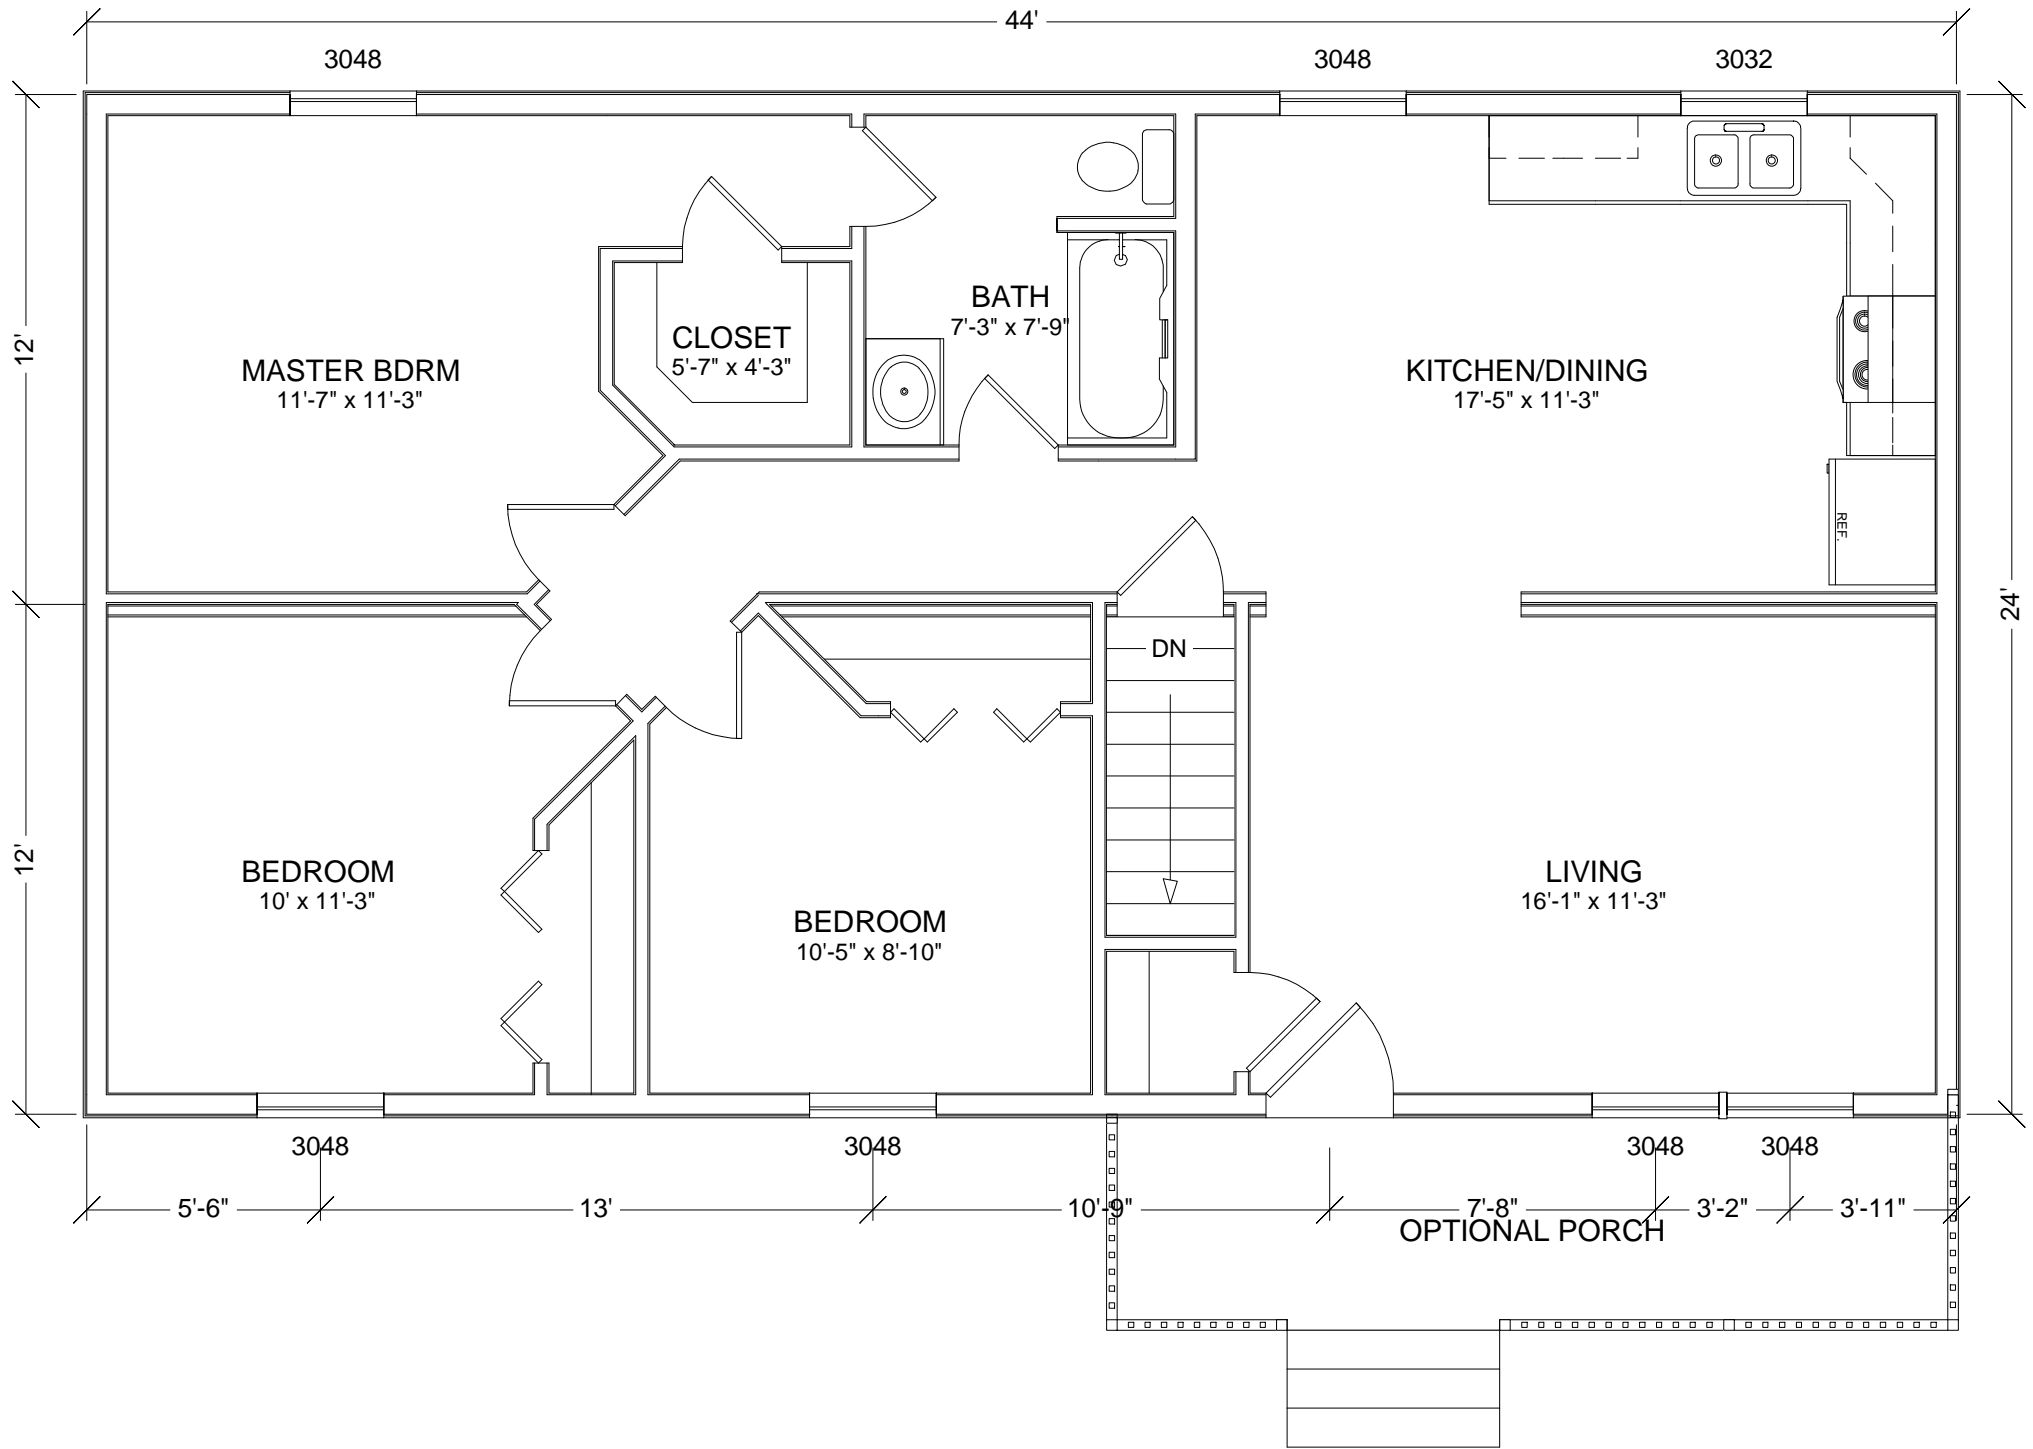 44'
3048
3048
3032
12'
MASTER BDRM
11'-7" x 11'-3"
CLOSET
5'-7" x 4'-3"
BATH
7'-3" x 7'-9"
KITCHEN/DINING
17'-5" x 11'-3"
REF.
24'
DN
12'
BEDROOM
10' x 11'-3"
BEDROOM
10'-5" x 8'-10"
LIVING
16'-1" x 11'-3"
3048
3048
3048
3048
5'-6"
13'
10'-9"
7'-8"
3'-2"
3'-11"
OPTIONAL PORCH